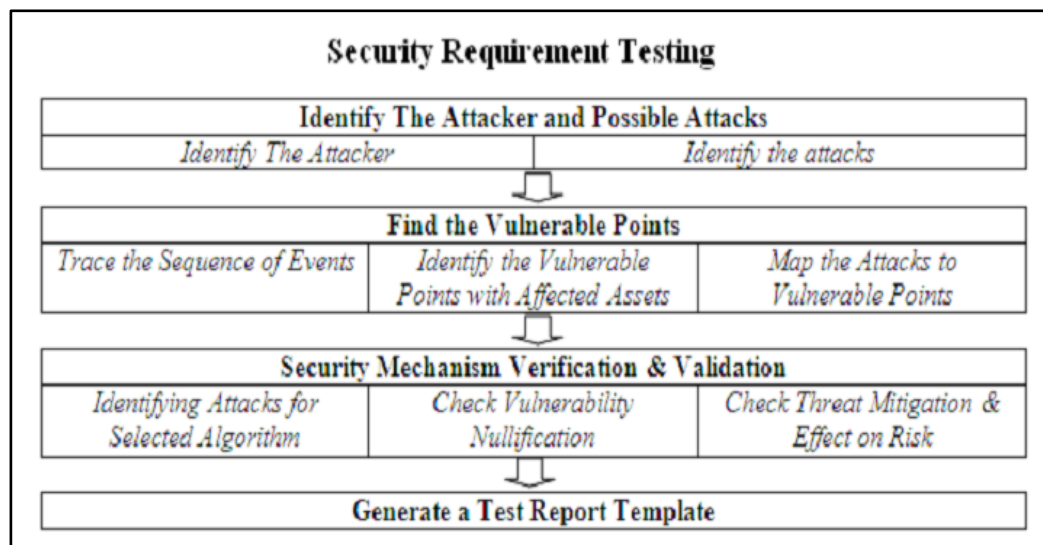 Security Requirement Testing
Identify The Attacker and Possible Attacks
Identify The Attacker
Identify the attacks
Find the Vulnerable Points
Trace the Sequence of Events
Identify the Vulnerable
Points with Affected Assets
Map the Attacks to
Vulnerable Points
Security Mechanism Verification & Validation
Identifying Attacks for
Selected Algorithm
Check Vulnerability
Nullification
Check Threat Mitigation &
Effect on Risk
Generate a Test Report Template